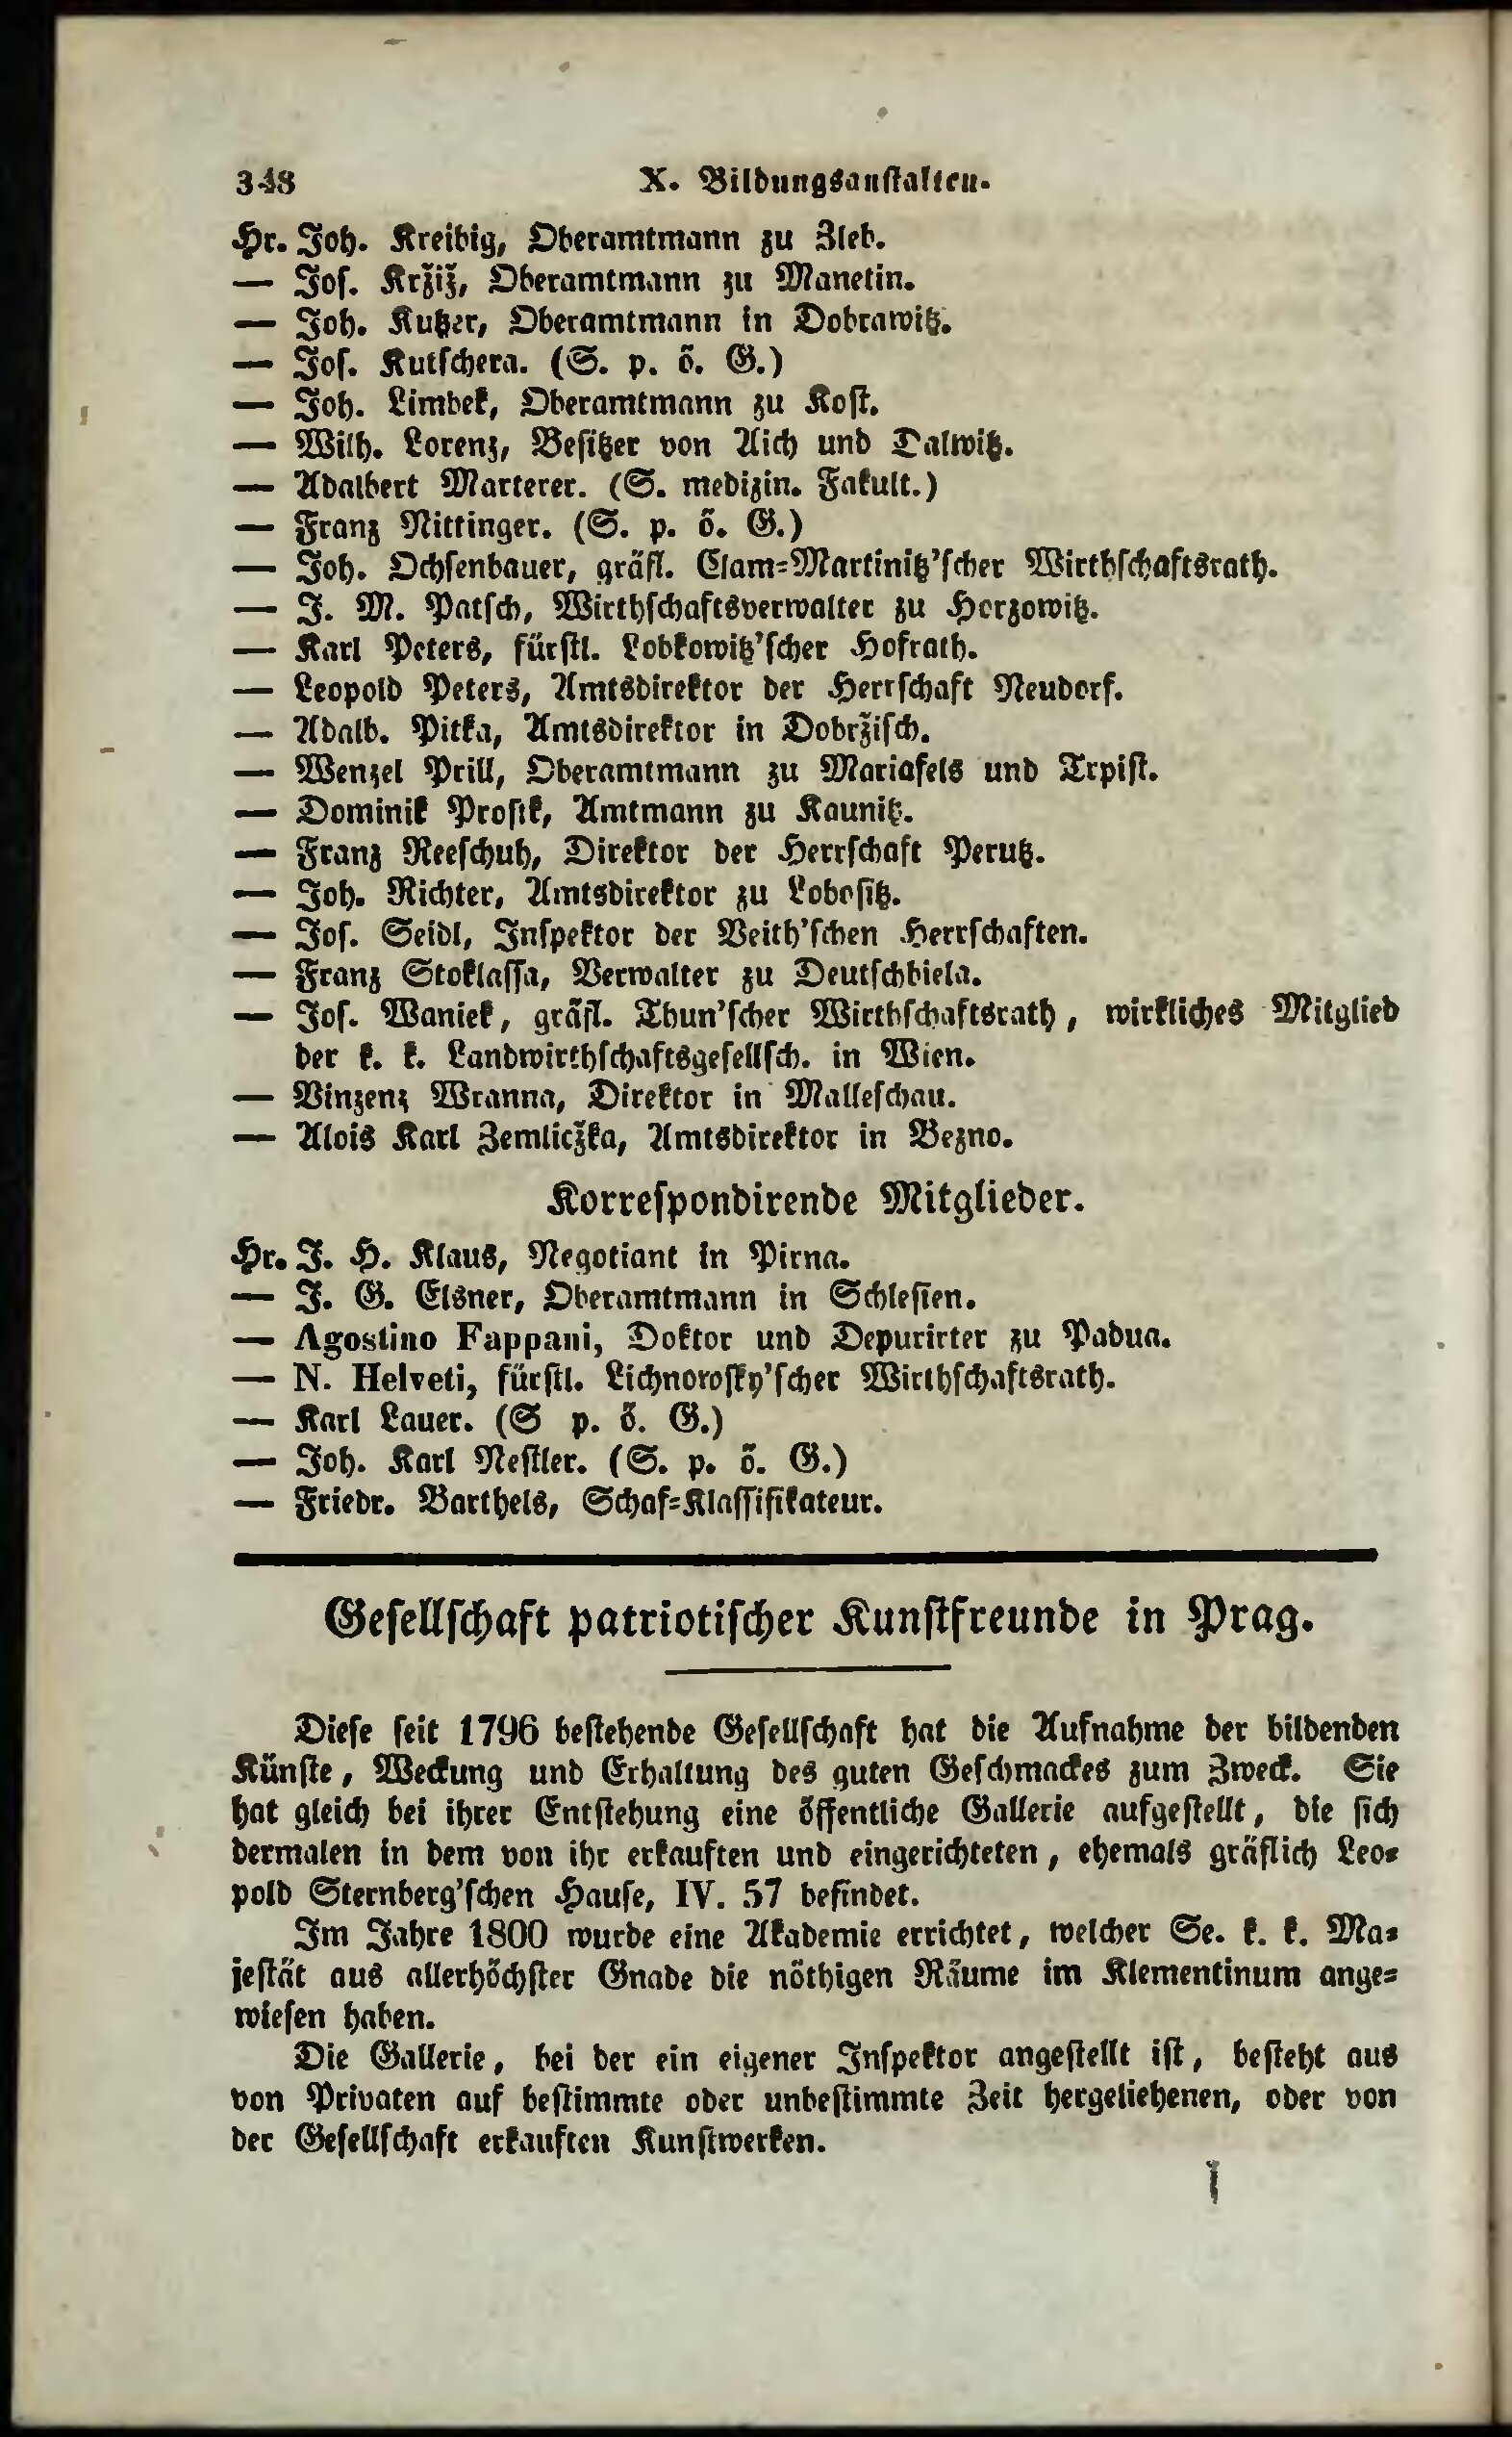 348 X. Bildungsanstalten.
Hr. Joh. Kreibig, Oberamtmann zu Zleb.
— Jos. Kržiž, Oberamtmann zu Manetin.
— Joh. Kutzer, Oberamtmann in Dobrawitz.
— Jos. Kutschera. (S. p. ö. G.)
— Joh. Limbek, Oberamtmann zu Kost.
— Wilh. Lorenz, Besitzer von Aich und Dalwitz.
— Adalbert Marterer. (S. medizin. Fakult.)
— Franz Nittinger. (S. p. ö. G.)
— Joh. Ochsenbauer, gräfl. Clam-Martinitz'scher Wirthschaftsrath.
— J. M. Patsch, Wirthschaftsverwalter zu Horzowitz.
— Karl Peters, fürstl. Lobkowitz'scher Hofrath.
— Leopold Peters, Amtsdirektor der Herrschaft Neudorf.
— Adalb. Pitka, Amtsdirektor in Dobržisch.
— Wenzel Prill, Oberamtmann zu Mariafels und Trpist.
— Dominik Prosik, Amtmann zu Kaunitz.
— Franz Reeschuh, Direktor der Herrschaft Perutz.
— Joh. Richter, Amtsdirektor zu Lobositz.
— Jos. Seidl, Inspektor der Veith'schen Herrschaften.
— Franz Stoklassa, Verwalter zu Deutschbiela.
— Jos. Waniek, gräfl. Thun'scher Wirthschaftsrath, wirkliches Mitglied
der k. k. Landwirthschaftsgesellsch. in Wien.
— Vinzenz Wranna, Direktor in Malleschau.
— Alois Karl Zemliczka, Amtsdirektor in Bezno.
Korrespondirende Mitglieder.
Hr. J. H. Klaus, Negotiant in Pirna.
— J. G. Elsner, Oberamtmann in Schlesien.
— Agostino Fappani, Doktor und Depurirter zu Padua.
— N. Helveti, fürstl. Lichnorosky'scher Wirthschaftsrath.
— Karl Lauer. (S p. ö. G.)
— Joh. Karl Nestler. (S. p. ö. G.)
— Friedr. Barthels, Schaf-Klassifikateur.
Gesellschaft patriotischer Kunstfreunde in Prag.
Diese seit 1796 bestehende Gesellschaft hat die Aufnahme der bildenden
Künste, Weckung und Erhaltung des guten Geschmackes zum Zweck. Sie
hat gleich bei ihrer Entstehung eine öffentliche Gallerie aufgestellt, die sich
dermalen in dem von ihr erkauften und eingerichteten, ehemals gräflich Leo-
pold Sternberg'schen Hause, IV. 57 befindet.
Im Jahre 1800 wurde eine Akademie errichtet, welcher Se. k. k. Ma-
jestät aus allerhöchster Gnade die nöthigen Räume im Klementinum ange-
wiesen haben.
Die Gallerie, bei der ein eigener Inspektor angestellt ist, besteht aus
von Privaten auf bestimmte oder unbestimmte Zeit hergeliehenen, oder von
der Gesellschaft erkauften Kunstwerken.